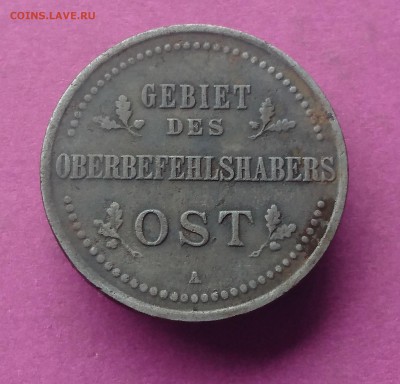 COINS.LAVE.RU
GEBIET
DES
OBERBEFEHLSHABERS
OST
A